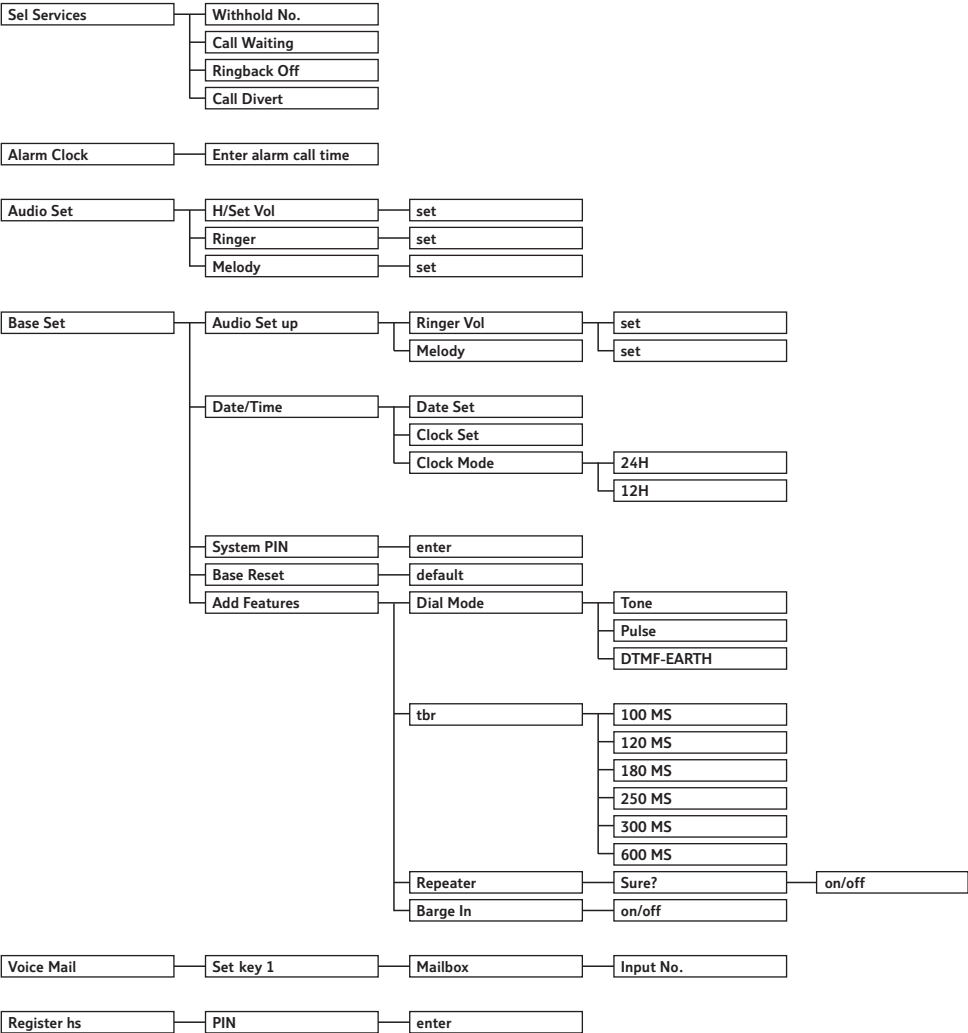 Sel Services Withhold No.
Call Waiting
Ringback Off
Call Divert
Alarm Clock Enter alarm call time
Audio Set H/Set Vol set
Ringer set
Melody set
Base Set Audio Set up Ringer Vol set
Melody set
Date/Time Date Set
Clock Set
Clock Mode 24H
12H
System PIN enter
Base Reset default
Add Features Dial Mode Tone
Pulse
DTMF-EARTH
tbr 100 MS
120 MS
180 MS
250 MS
300 MS
600 MS
Repeater Sure? on/off
Barge In on/off
Voice Mail Set key 1 Mailbox Input No.
Register hs PIN enter